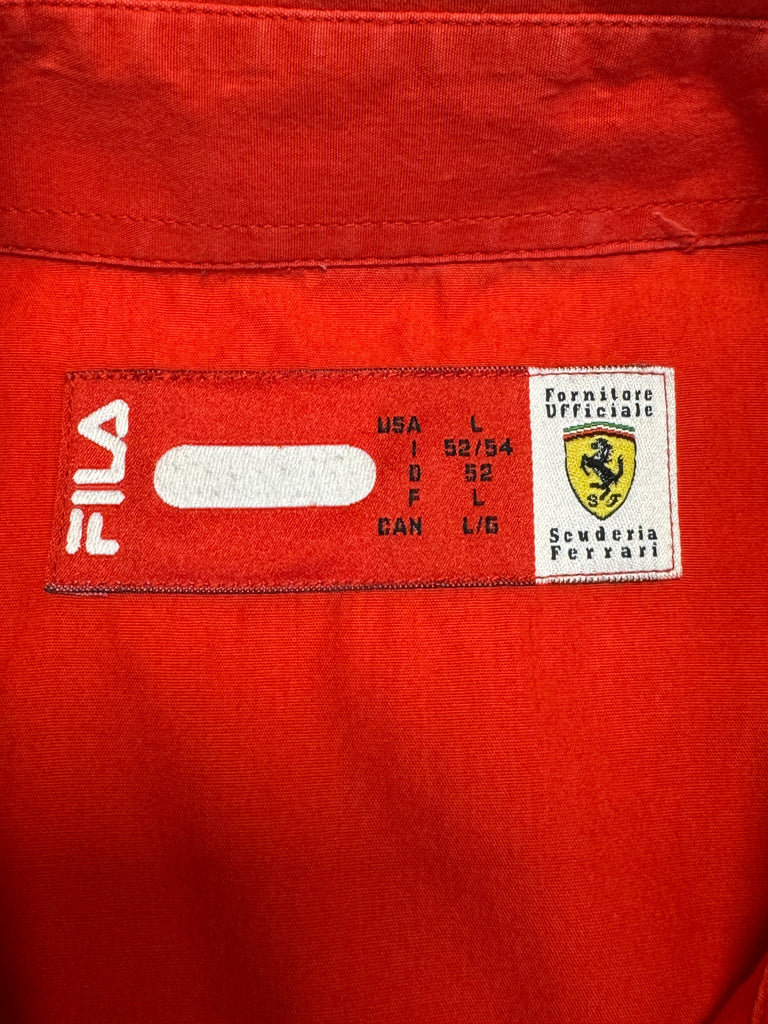 FILA
USA L
I 52/54
D 52
F L
CAN L/G
Fornitore
Ufficiale
S F
Scuderia
Ferrari